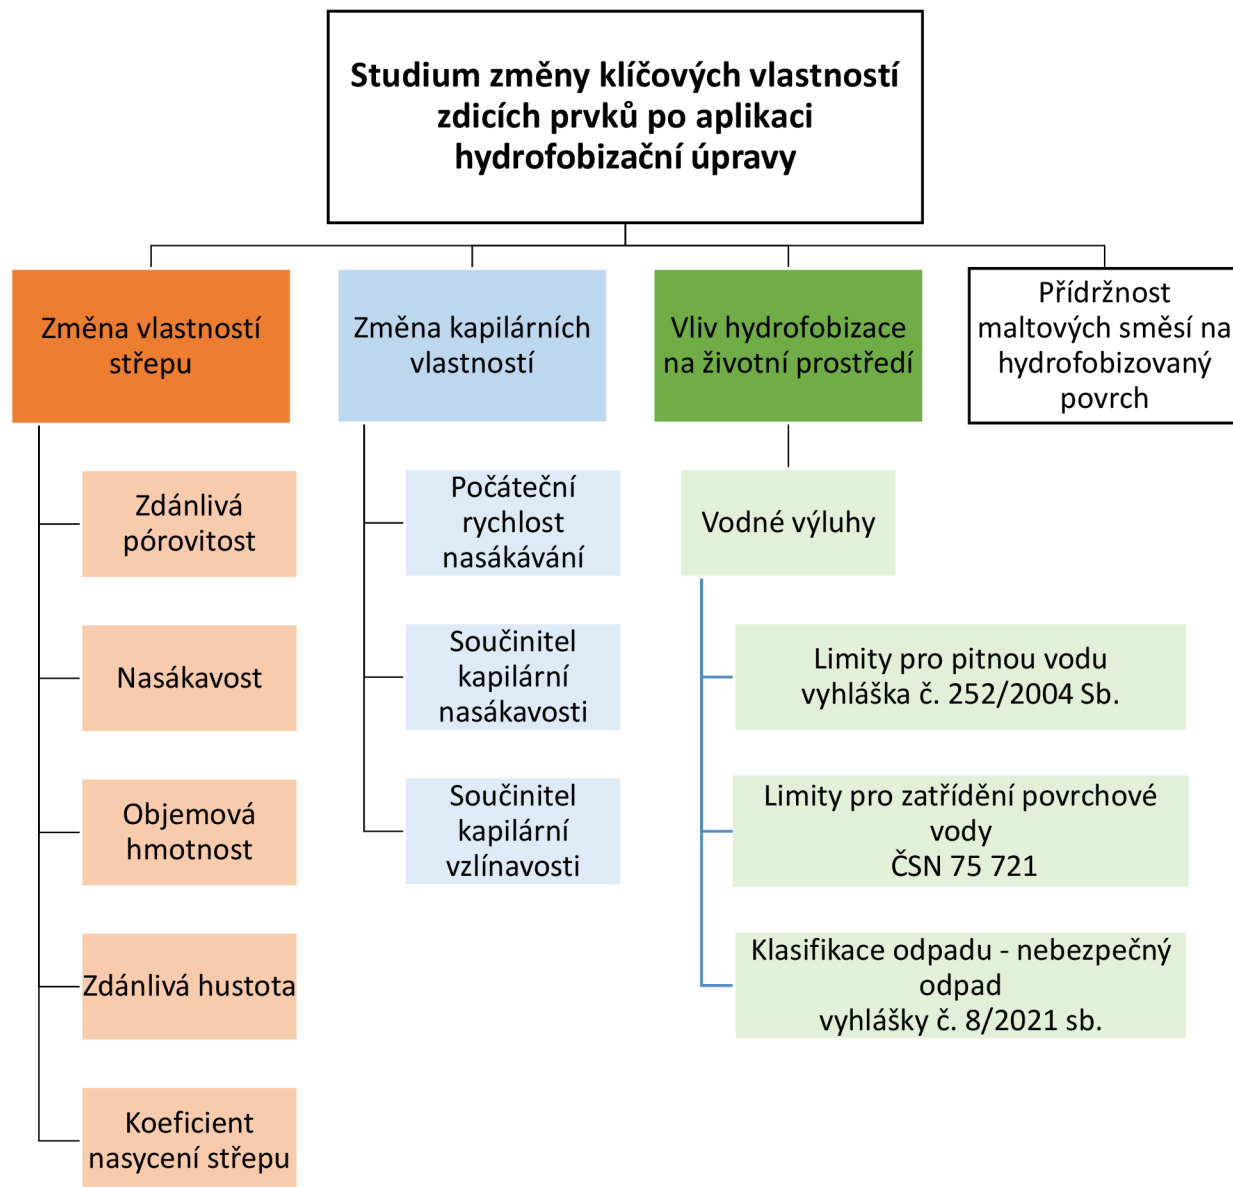 Studium změny klíčových vlastností
zdicích prvků po aplikaci
hydrofobizační úpravy
Změna vlastností
střepu
Změna kapilárních
vlastností
Vliv hydrofobizace
na životní prostředí
Přídržnost
maltových směsí na
hydrofobizovaný
povrch
Zdánlivá
pórovitost
Nasákavost
Objemová
hmotnost
Zdánlivá hustota
Koeficient
nasycení střepu
Počáteční
rychlost
nasákávání
Součinitel
kapilární
nasákavosti
Součinitel
kapilární
vzlínavosti
Vodné výluhy
Limity pro pitnou vodu
vyhláška č. 252/2004 Sb.
Limity pro zatřídění povrchové
vody
ČSN 75 721
Klasifikace odpadu - nebezpečný
odpad
vyhlášky č. 8/2021 sb.